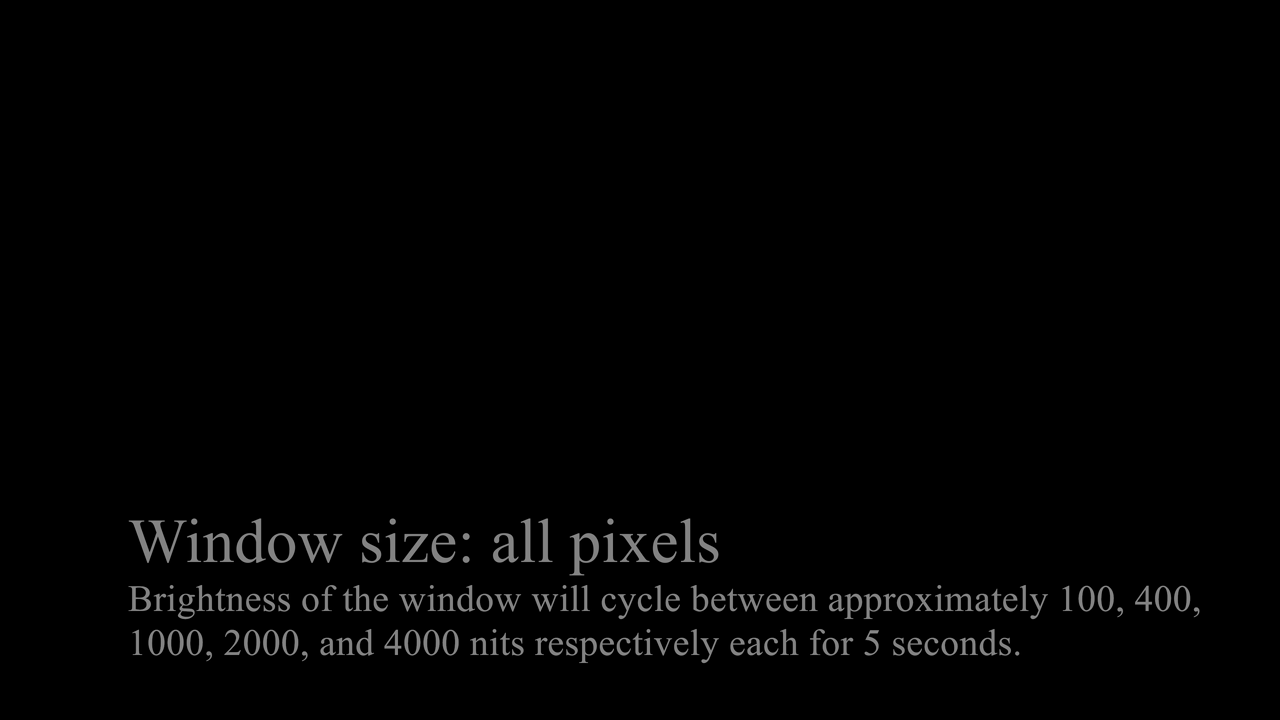 Window size: all pixels
Brightness of the window will cycle between approximately 100, 400,
1000, 2000, and 4000 nits respectively each for 5 seconds.